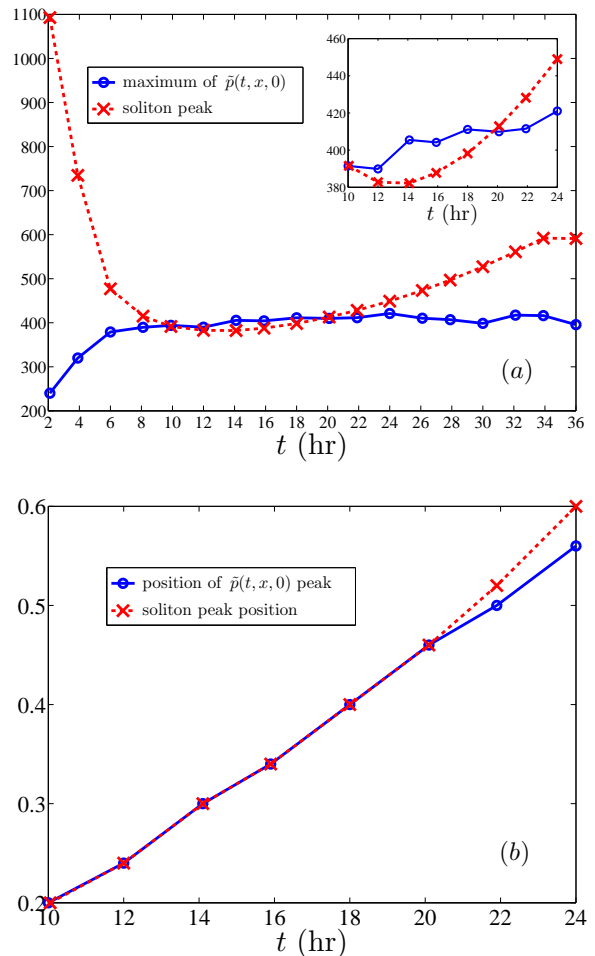 1100
1000
900
800
700
600
500
400
300
200
maximum of p̃(t, x, 0)
soliton peak
460
440
420
400
380
10 12 14 16 18 20 22 24
t (hr)
(a)
2 4 6 8 10 12 14 16 18 20 22 24 26 28 30 32 34 36
t (hr)
0.6
0.5
0.4
0.3
0.2
position of p̃(t, x, 0) peak
soliton peak position
(b)
10 12 14 16 18 20 22 24
t (hr)